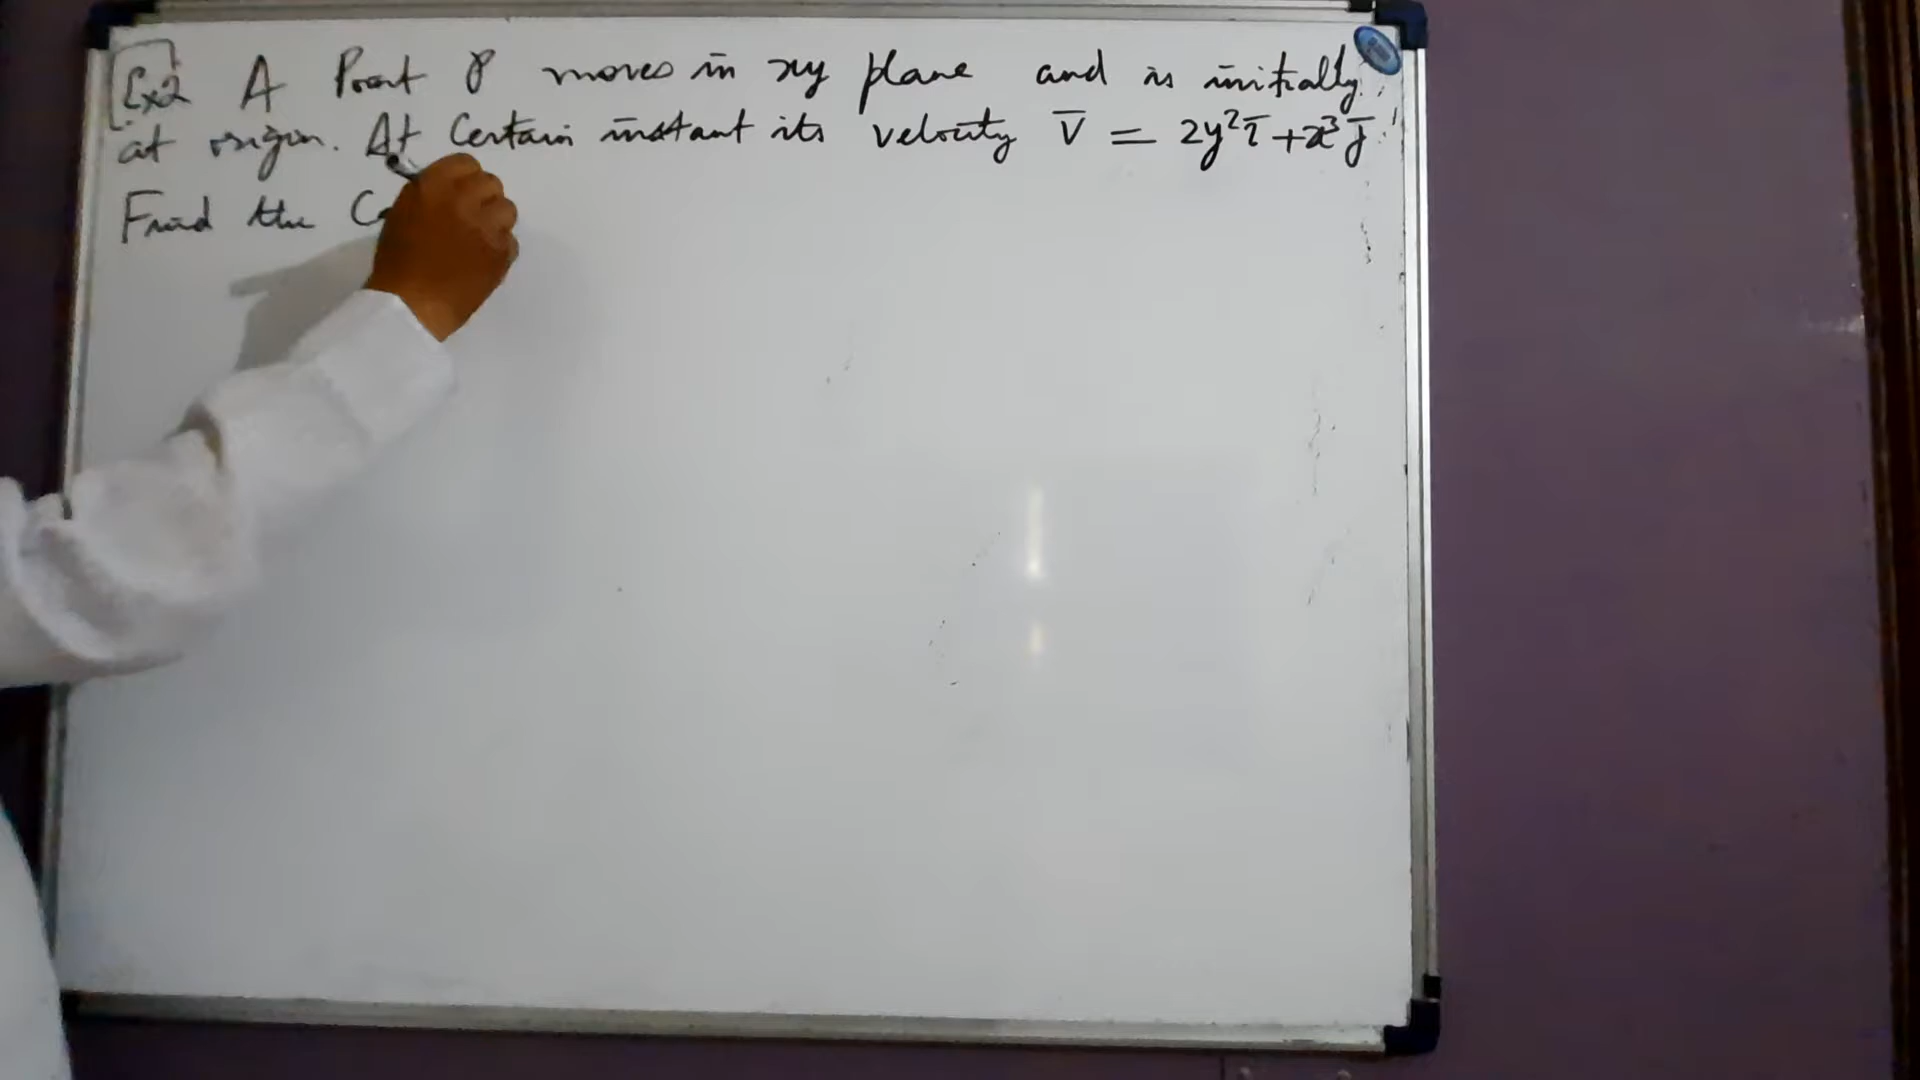 Ex2 A Point P moves in xy plane and is initially
at origin. At Certain instant its velocity V̅ = 2y²i̅ + x³j̅.
Find the